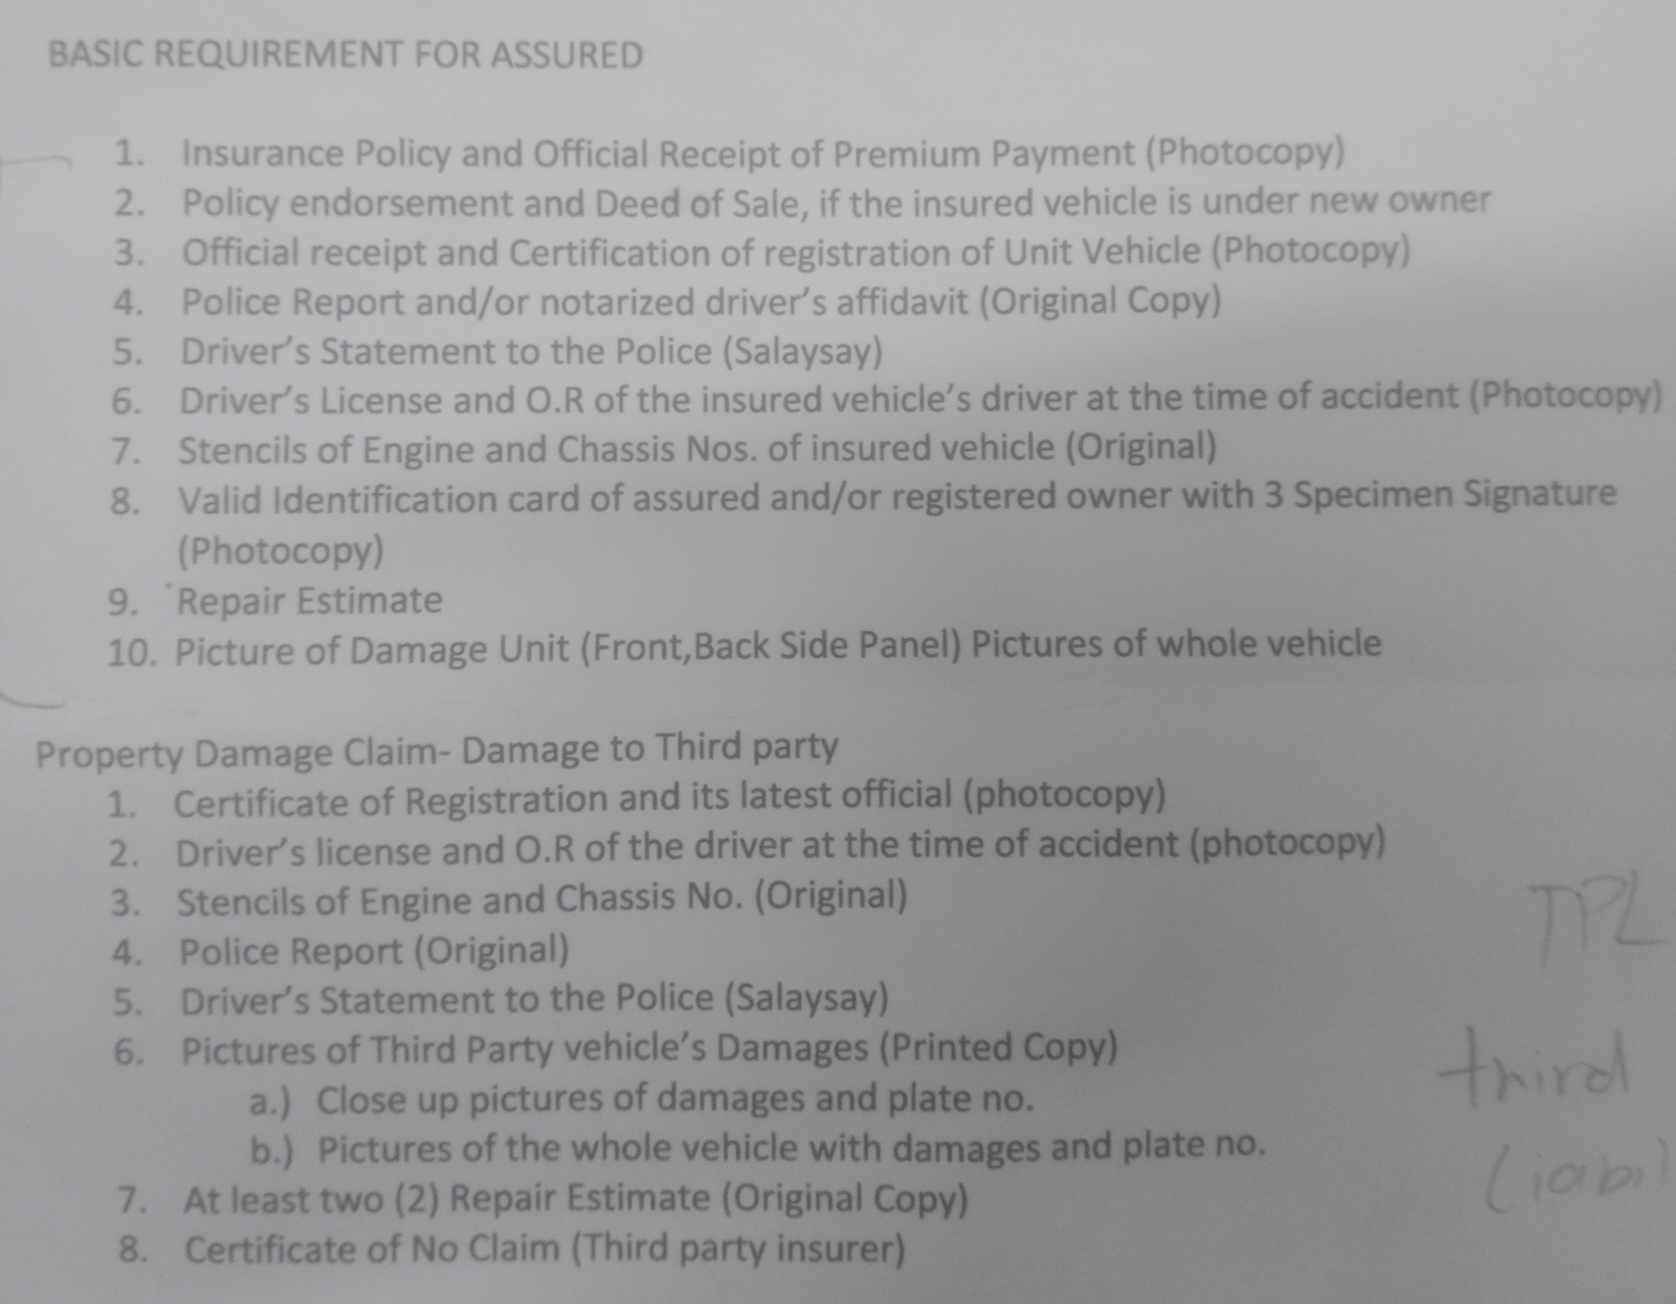 BASIC REQUIREMENT FOR ASSURED
1. Insurance Policy and Official Receipt of Premium Payment (Photocopy)
2. Policy endorsement and Deed of Sale, if the insured vehicle is under new owner
3. Official receipt and Certification of registration of Unit Vehicle (Photocopy)
4. Police Report and/or notarized driver's affidavit (Original Copy)
5. Driver's Statement to the Police (Salaysay)
6. Driver's License and O.R of the insured vehicle's driver at the time of accident (Photocopy)
7. Stencils of Engine and Chassis Nos. of insured vehicle (Original)
8. Valid Identification card of assured and/or registered owner with 3 Specimen Signature
(Photocopy)
9. Repair Estimate
10. Picture of Damage Unit (Front,Back Side Panel) Pictures of whole vehicle
Property Damage Claim- Damage to Third party
1. Certificate of Registration and its latest official (photocopy)
2. Driver's license and O.R of the driver at the time of accident (photocopy)
3. Stencils of Engine and Chassis No. (Original)
4. Police Report (Original)
TPL
5. Driver's Statement to the Police (Salaysay)
6. Pictures of Third Party vehicle's Damages (Printed Copy)
third
a.) Close up pictures of damages and plate no.
b.) Pictures of the whole vehicle with damages and plate no.
7. At least two (2) Repair Estimate (Original Copy)
8. Certificate of No Claim (Third party insurer)